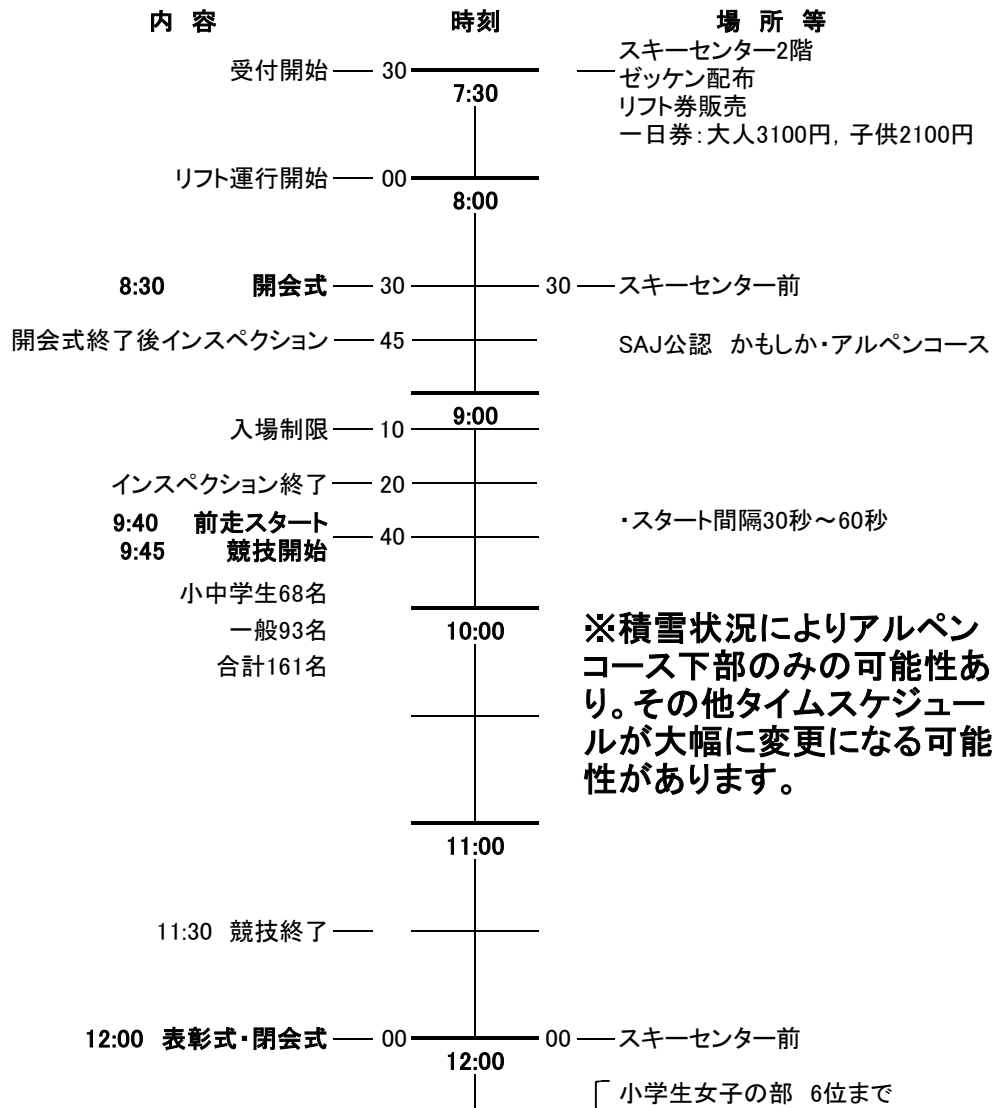 内 容 時刻 場 所 等
スキーセンター2階
受付開始 30 ゼッケン配布
7:30
リフト券販売
一日券：大人3100円，子供2100円
リフト運行開始 00
8:00
8:30 開会式 30 30 スキーセンター前
開会式終了後インスペクション 45 SAJ公認 かもしか・アルペンコース
9:00
入場制限 10
インスペクション終了 20
9:40 前走スタート
・スタート間隔30秒～60秒
40
9:45 競技開始
小中学生68名
一般93名 10:00
合計161名
※積雪状況によりアルペン
コース下部のみの可能性あ
り。その他タイムスケジュー
ルが大幅に変更になる可能
性があります。
11:00
11:30 競技終了
12:00 表彰式・閉会式 00 00 スキーセンター前
12:00
小学生女子の部 6位まで